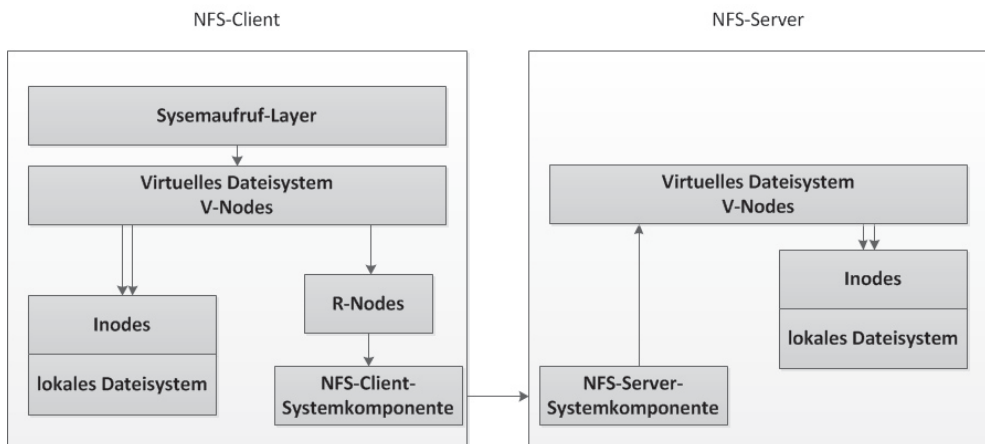 NFS-Client
NFS-Server
Sysemaufruf-Layer
Virtuelles Dateisystem
V-Nodes
R-Nodes
Inodes
lokales Dateisystem
NFS-Client-
Systemkomponente
Virtuelles Dateisystem
V-Nodes
Inodes
lokales Dateisystem
NFS-Server-
Systemkomponente